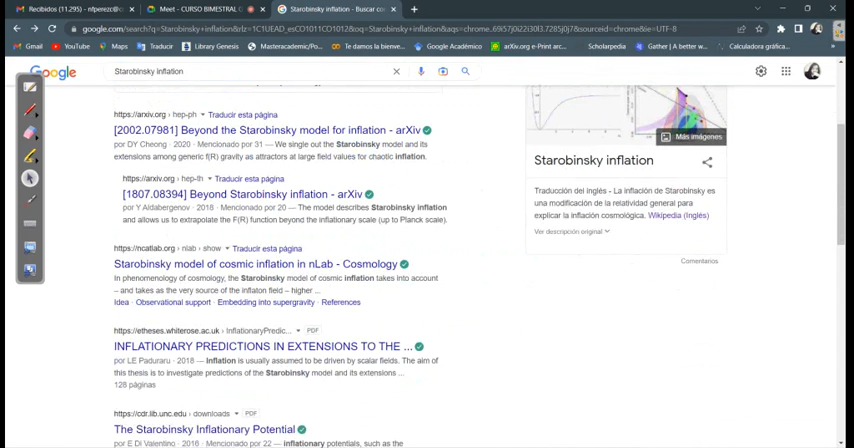 Recibidos (11.295) - nfperezc@
Meet - CURSO BIMESTRAL
Starobinsky inflation - Buscar con
google.com/search?q=Starobinsky+inflation&rlz=1C1UEAD_esCO1011CO1012&oq=Starobinsky+inflation&aqs=chrome..69i57j0i22i30l3.7285j0j7&sourceid=chrome&ie=UTF-8
Gmail
YouTube
Maps
Traducir
Library Genesis
Masteracademic/Po...
Te damos la bienve...
Google Académico
arXiv.org e-Print arc...
Scholarpedia
Gather | A better w...
Calculadora gráfica...
Google
Starobinsky inflation
https://arxiv.org › hep-ph Traducir esta página
[2002.07981] Beyond the Starobinsky model for inflation - arXiv
por DY Cheong · 2020 · Mencionado por 31 — We single out the Starobinsky model and its
extensions among generic f(R) gravity as attractors at large field values for chaotic inflation.
https://arxiv.org › hep-th Traducir esta página
[1807.08394] Beyond Starobinsky inflation - arXiv
por Y Aldabergenov · 2018 · Mencionado por 20 — The model describes Starobinsky inflation
and allows us to extrapolate the F(R) function beyond the inflationary scale (up to Planck scale).
https://ncatlab.org › nlab › show Traducir esta página
Starobinsky model of cosmic inflation in nLab - Cosmology
In phenomenology of cosmology, the Starobinsky model of cosmic inflation takes into account
– and takes as the very source of the inflaton field – higher ...
Idea · Observational support · Embedding into supergravity · References
https://etheses.whiterose.ac.uk › InflationaryPredic... PDF
INFLATIONARY PREDICTIONS IN EXTENSIONS TO THE ...
por LE Paduraru · 2018 — Inflation is usually assumed to be driven by scalar fields. The aim of
this thesis is to investigate predictions of the Starobinsky model and its extensions ...
128 páginas
https://cdr.lib.unc.edu › downloads PDF
The Starobinsky Inflationary Potential
por E Di Valentino · 2016 · Mencionado por 22 — inflationary potentials, such as the
Más imágenes
Starobinsky inflation
Traducción del inglés - La inflación de Starobinsky es
una modificación de la relatividad general para
explicar la inflación cosmológica. Wikipedia (Inglés)
Ver descripción original
Comentarios